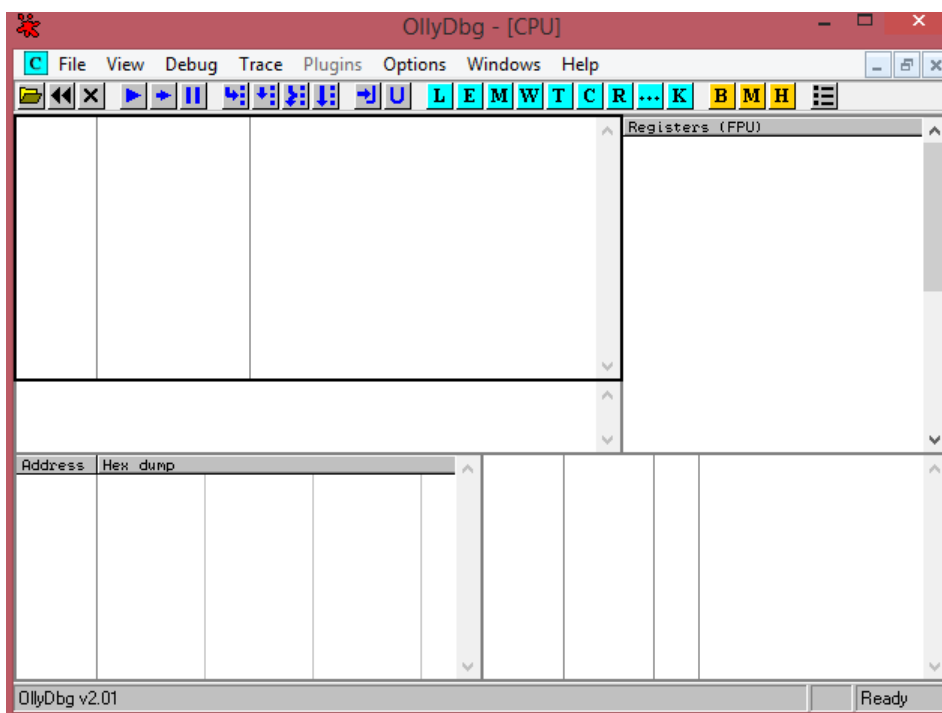 OllyDbg - [CPU]
C File View Debug Trace Plugins Options Windows Help
L E M W T C R ... K B M H
Registers (FPU)
Address Hex dump
OllyDbg v2.01 Ready